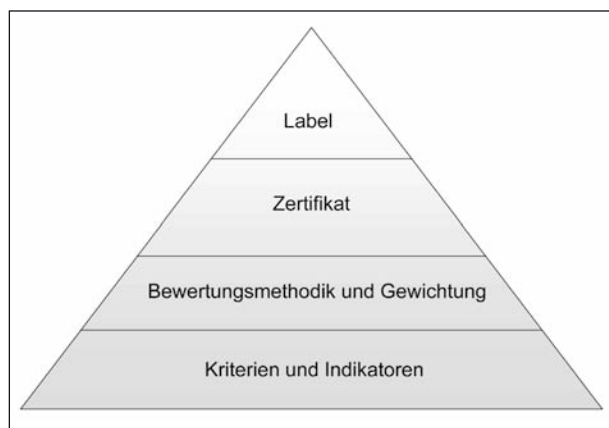 Label
Zertifikat
Bewertungsmethodik und Gewichtung
Kriterien und Indikatoren